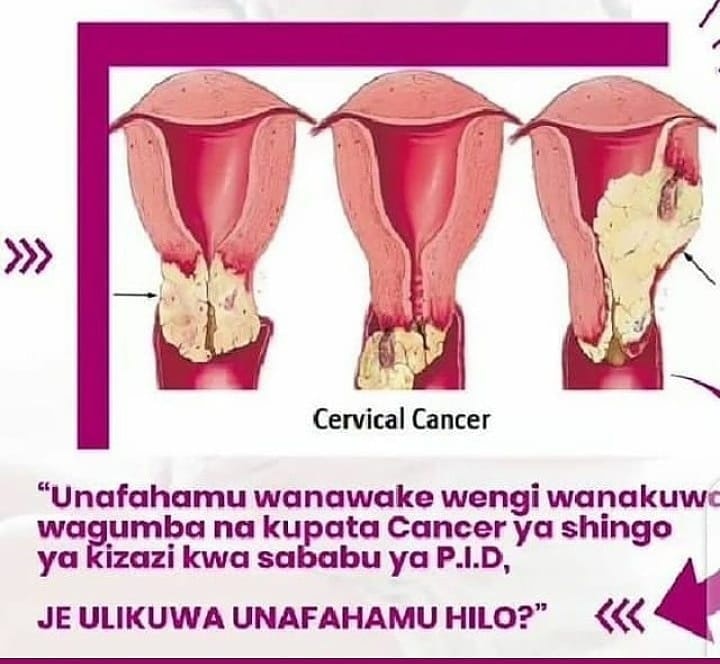 Cervical Cancer
“Unafahamu wanawake wengi wanakuwa
wagumba na kupata Cancer ya shingo
ya kizazi kwa sababu ya P.I.D,
JE ULIKUWA UNAFAHAMU HILO?”